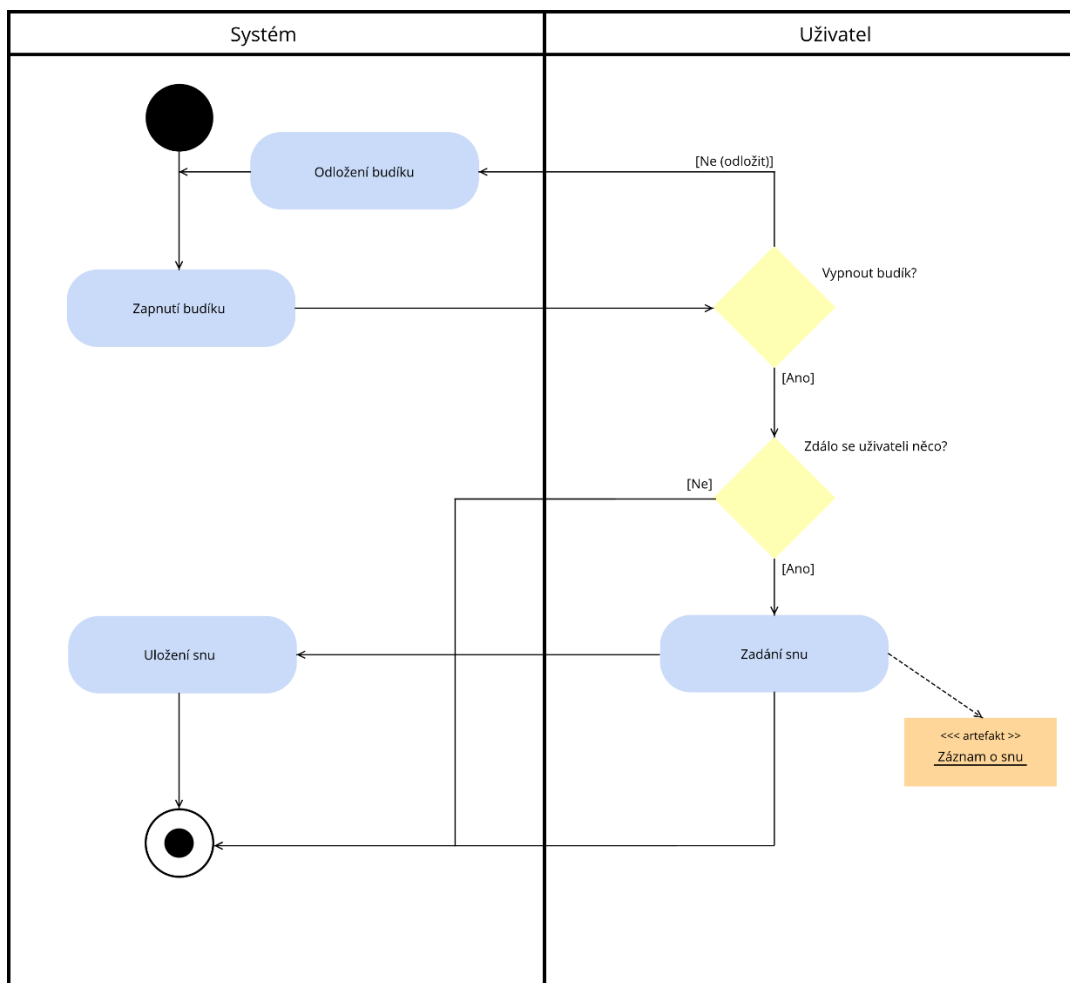 Systém
Uživatel
[Ne (odložit)]
Odložení budíku
Vypnout budík?
Zapnutí budíku
[Ano]
Zdálo se uživateli něco?
[Ne]
[Ano]
Uložení snu
Zadání snu
<<< artefakt >>
Záznam o snu